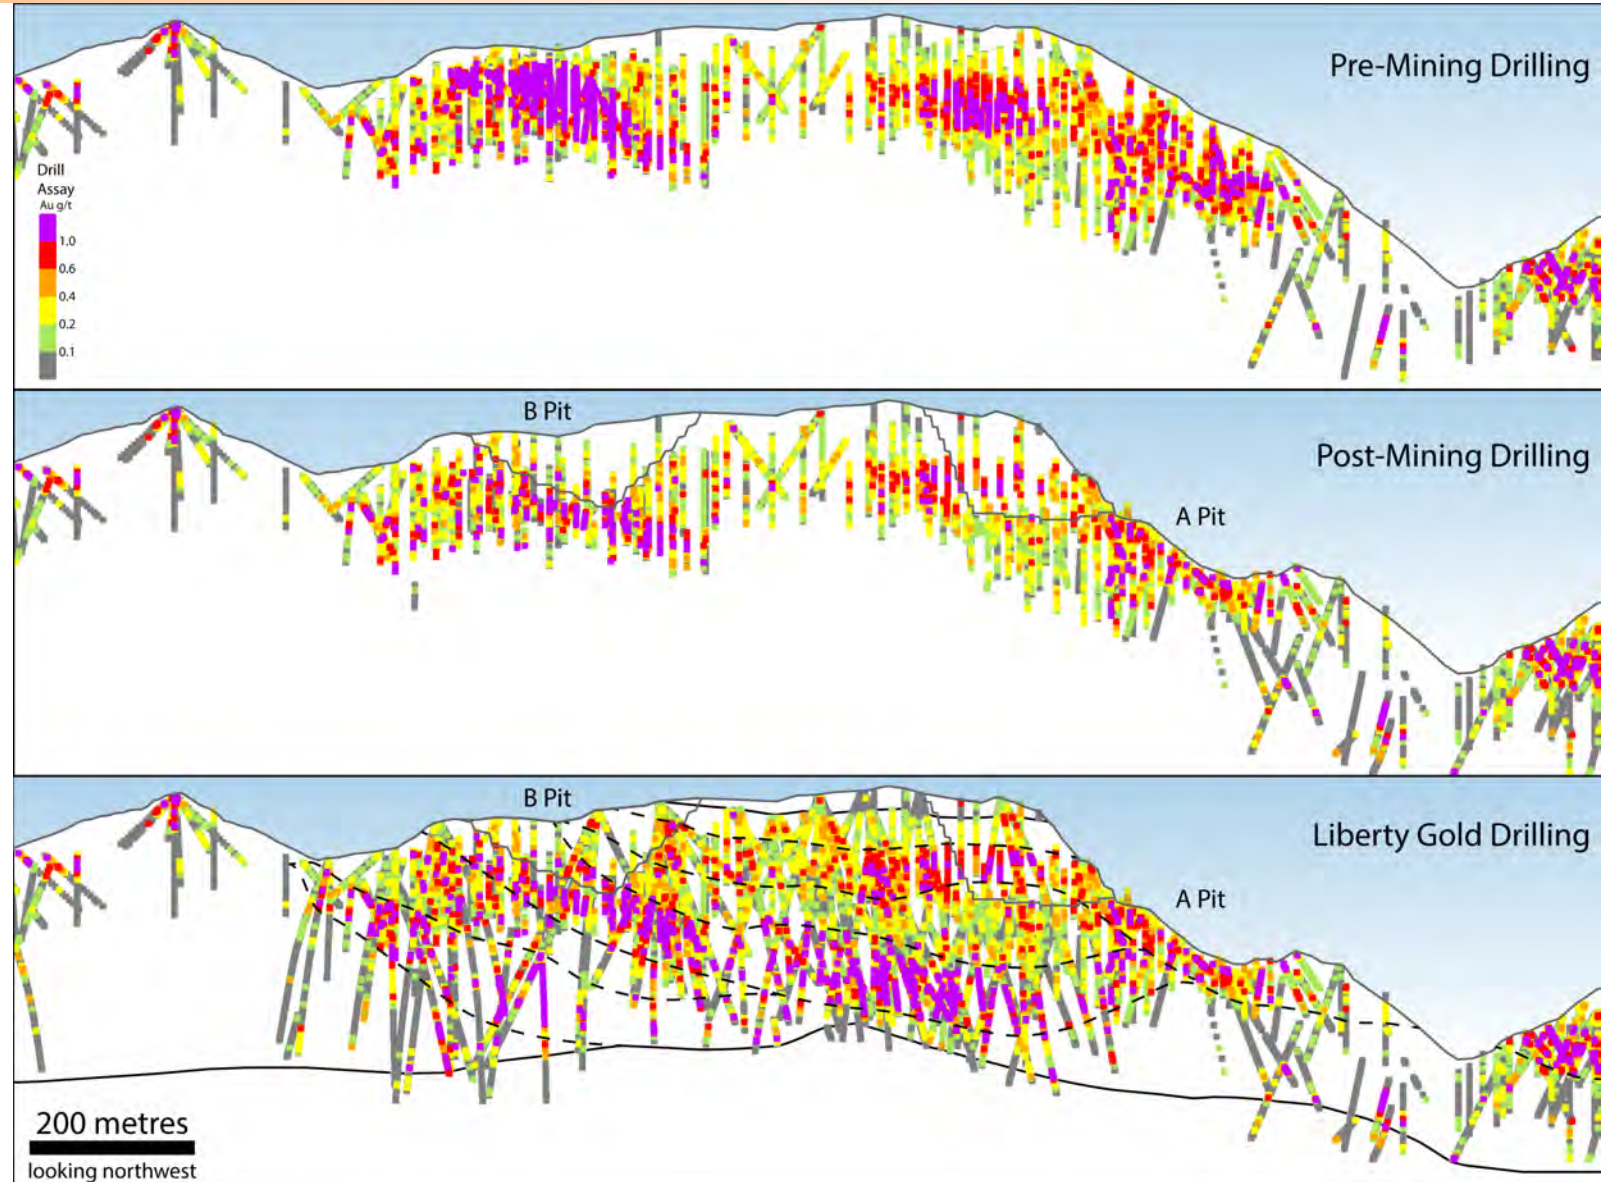 Pre-Mining Drilling
Drill
Assay
Au g/t
1.0
0.6
0.4
0.2
0.1
B Pit
Post-Mining Drilling
A Pit
B Pit
Liberty Gold Drilling
A Pit
200 metres
looking northwest